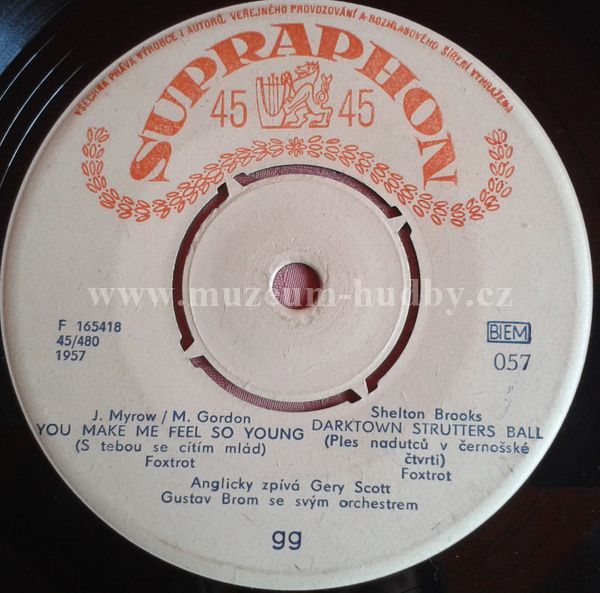 VŠECHNA PRÁVA VÝROBCE I AUTORŮ, VEŘEJNÉHO PROVOZOVÁNÍ A ROZHLASOVÉHO ŠÍŘENÍ VYHRAŽENA
SUPRAPHON
45 45
www.muzeum-hudby.cz
F 165418
45/480
1957
BIEM
057
J. Myrow / M. Gordon
YOU MAKE ME FEEL SO YOUNG
(S tebou se cítím mlád)
Foxtrot
Shelton Brooks
DARKTOWN STRUTTERS BALL
(Ples nadutců v černošské
čtvrti)
Foxtrot
Anglicky zpívá Gery Scott
Gustav Brom se svým orchestrem
gg